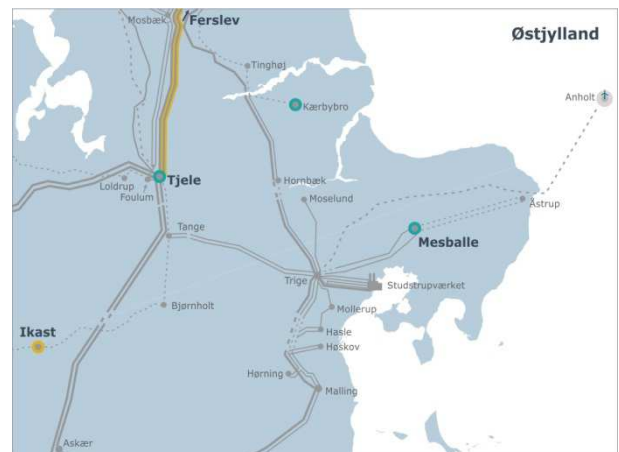 Mosbæk
Ferslev
Østjylland
Tinghøj
Anholt
Kærbybro
Tjele
Loldrup
Foulum
Hornbæk
Moselund
Åstrup
Tange
Mesballe
Trige
Studstrupværket
Bjørnholt
Mollerup
Ikast
Hasle
Høskov
Hørning
Malling
Askær